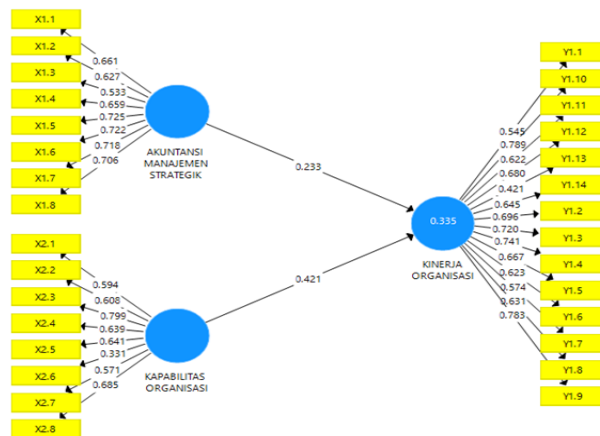 X1.1
X1.2
X1.3
X1.4
X1.5
X1.6
X1.7
X1.8
0.661
0.627
0.533
0.659
0.725
0.722
0.718
0.706
AKUNTANSI
MANAJEMEN
STRATEGIK
0.233
X2.1
X2.2
X2.3
X2.4
X2.5
X2.6
X2.7
X2.8
0.594
0.608
0.799
0.639
0.641
0.331
0.571
0.685
KAPABILITAS
ORGANISASI
0.421
0.335
KINERJA
ORGANISASI
0.545
0.789
0.622
0.680
0.421
0.645
0.696
0.720
0.741
0.667
0.623
0.574
0.631
0.783
Y1.1
Y1.10
Y1.11
Y1.12
Y1.13
Y1.14
Y1.2
Y1.3
Y1.4
Y1.5
Y1.6
Y1.7
Y1.8
Y1.9